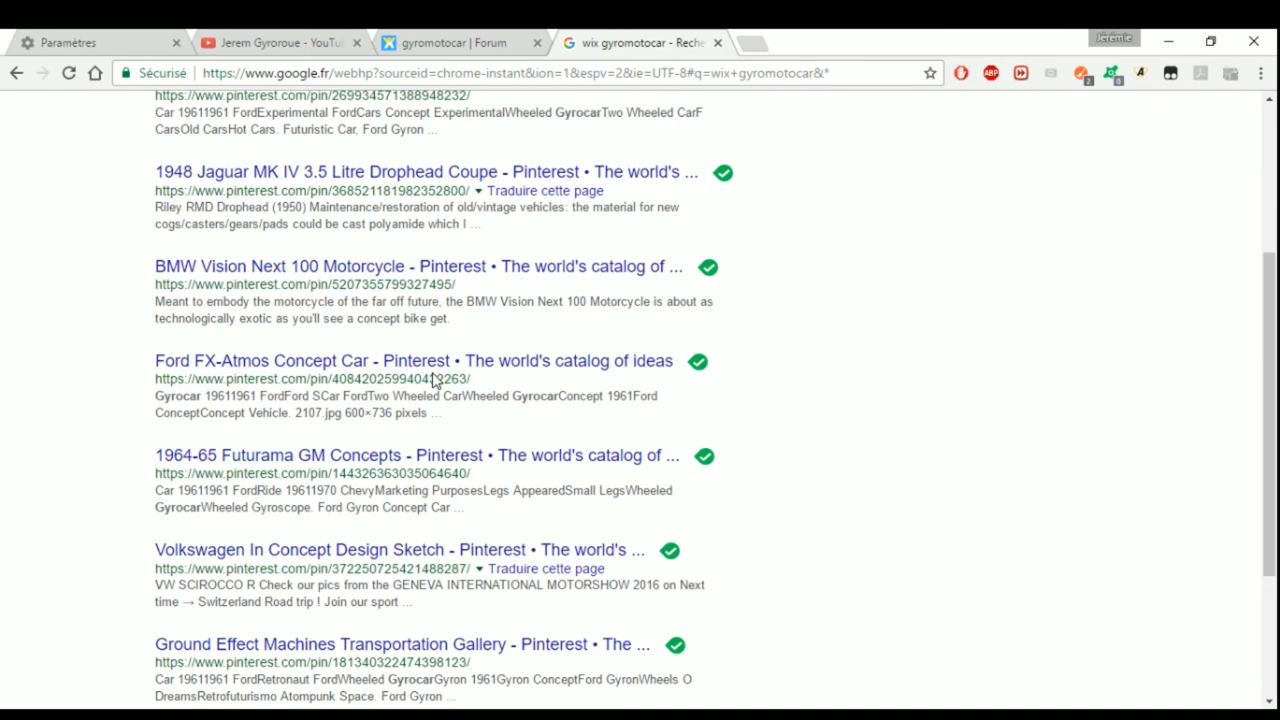 Paramètres
Jerem Gyroroue - YouTu
gyromotocar | Forum
wix gyromotocar - Reche
Jérémie
Sécurisé
https://www.google.fr/webhp?sourceid=chrome-instant&ion=1&espv=2&ie=UTF-8#q=wix+gyromotocar&*
ABP
2
6
A
https://www.pinterest.com/pin/269934571388948232/
Car 19611961 FordExperimental FordCars Concept ExperimentalWheeled GyrocarTwo Wheeled CarF
CarsOld CarsHot Cars. Futuristic Car, Ford Gyron ...
1948 Jaguar MK IV 3.5 Litre Drophead Coupe - Pinterest • The world's ...
https://www.pinterest.com/pin/368521181982352800/ Traduire cette page
Riley RMD Drophead (1950) Maintenance/restoration of old/vintage vehicles: the material for new
cogs/casters/gears/pads could be cast polyamide which I ...
BMW Vision Next 100 Motorcycle - Pinterest • The world's catalog of ...
https://www.pinterest.com/pin/5207355799327495/
Meant to embody the motorcycle of the far off future, the BMW Vision Next 100 Motorcycle is about as
technologically exotic as you'll see a concept bike get.
Ford FX-Atmos Concept Car - Pinterest • The world's catalog of ideas
Gyrocar 19611961 FordFord SCar FordTwo Wheeled CarWheeled GyrocarConcept 1961Ford
ConceptConcept Vehicle. 2107.jpg 600×736 pixels ...
1964-65 Futurama GM Concepts - Pinterest • The world's catalog of ...
https://www.pinterest.com/pin/144326363035064640/
Car 19611961 FordRide 19611970 ChevyMarketing PurposesLegs AppearedSmall LegsWheeled
GyrocarWheeled Gyroscope. Ford Gyron Concept Car ...
Volkswagen In Concept Design Sketch - Pinterest • The world's ...
https://www.pinterest.com/pin/372250725421488287/ Traduire cette page
VW SCIROCCO R Check our pics from the GENEVA INTERNATIONAL MOTORSHOW 2016 on Next
time → Switzerland Road trip ! Join our sport ...
Ground Effect Machines Transportation Gallery - Pinterest • The ...
https://www.pinterest.com/pin/181340322474398123/
Car 19611961 FordRetronaut FordWheeled GyrocarGyron 1961Gyron ConceptFord GyronWheels O
DreamsRetrofuturismo Atompunk Space. Ford Gyron ...